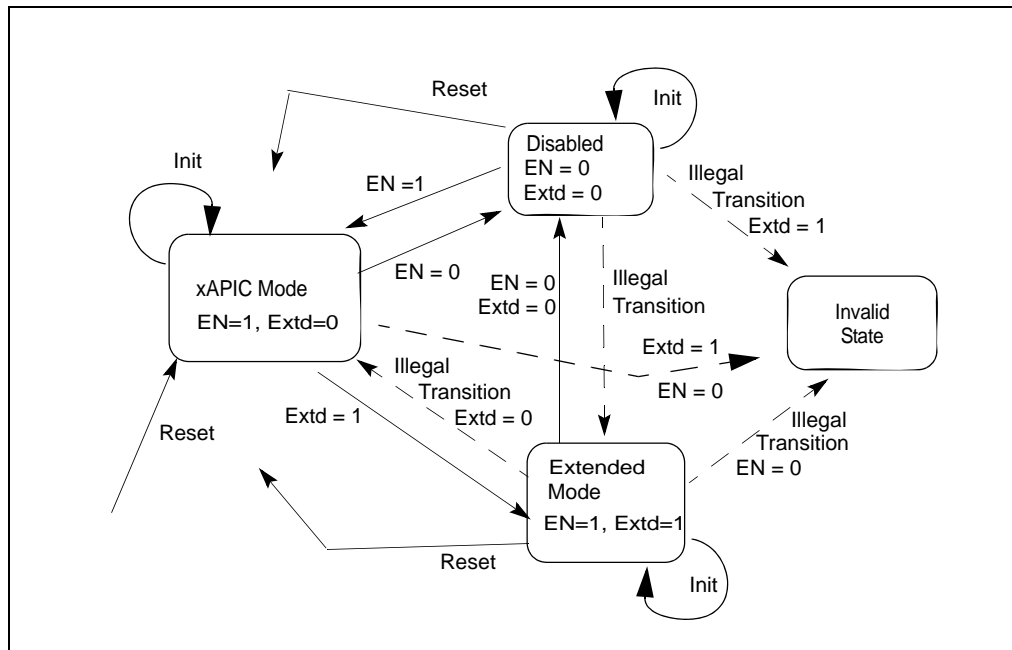 Reset
Init
Disabled
EN = 0
Extd = 0
Init
EN =1
Illegal
Transition
Extd = 1
EN = 0
xAPIC Mode
EN=1, Extd=0
EN = 0
Extd = 0
Illegal
Transition
Invalid
State
Extd = 1
EN = 0
Illegal
Transition
Extd = 0
Extd = 1
Reset
Illegal
Transition
EN = 0
Extended
Mode
EN=1, Extd=1
Reset
Init